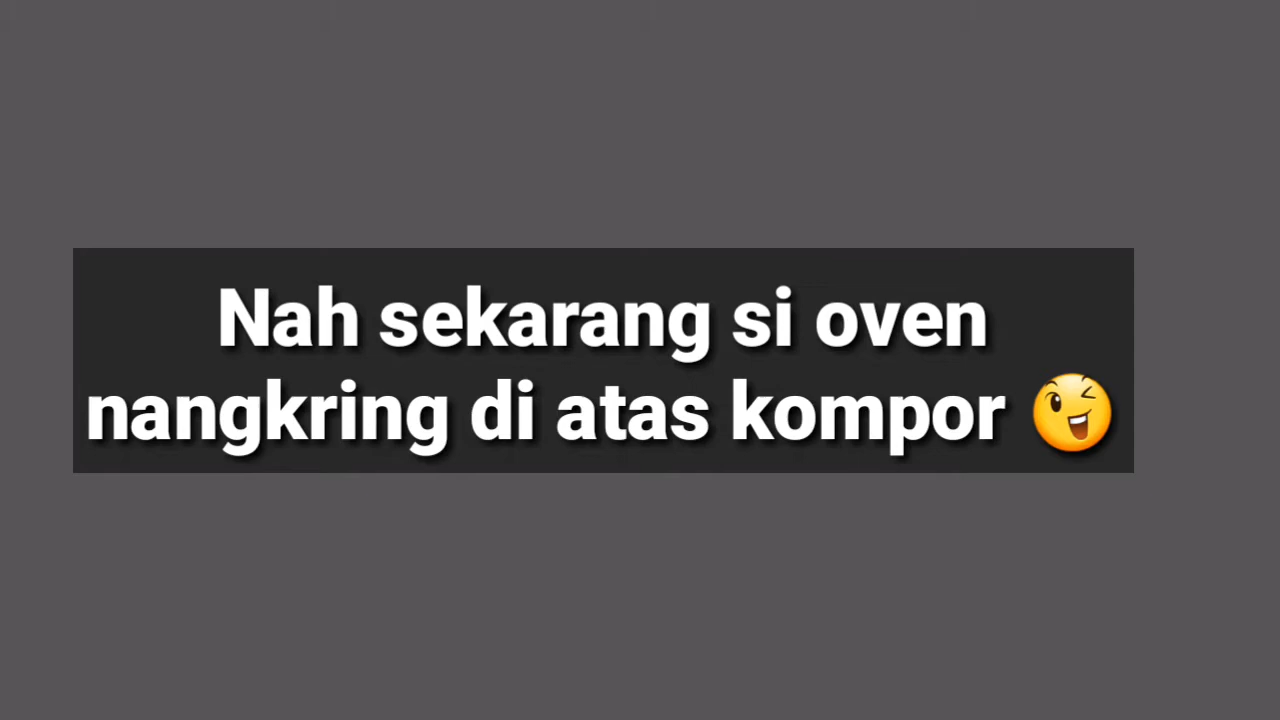 Nah sekarang si oven
nangkring di atas kompor 😉